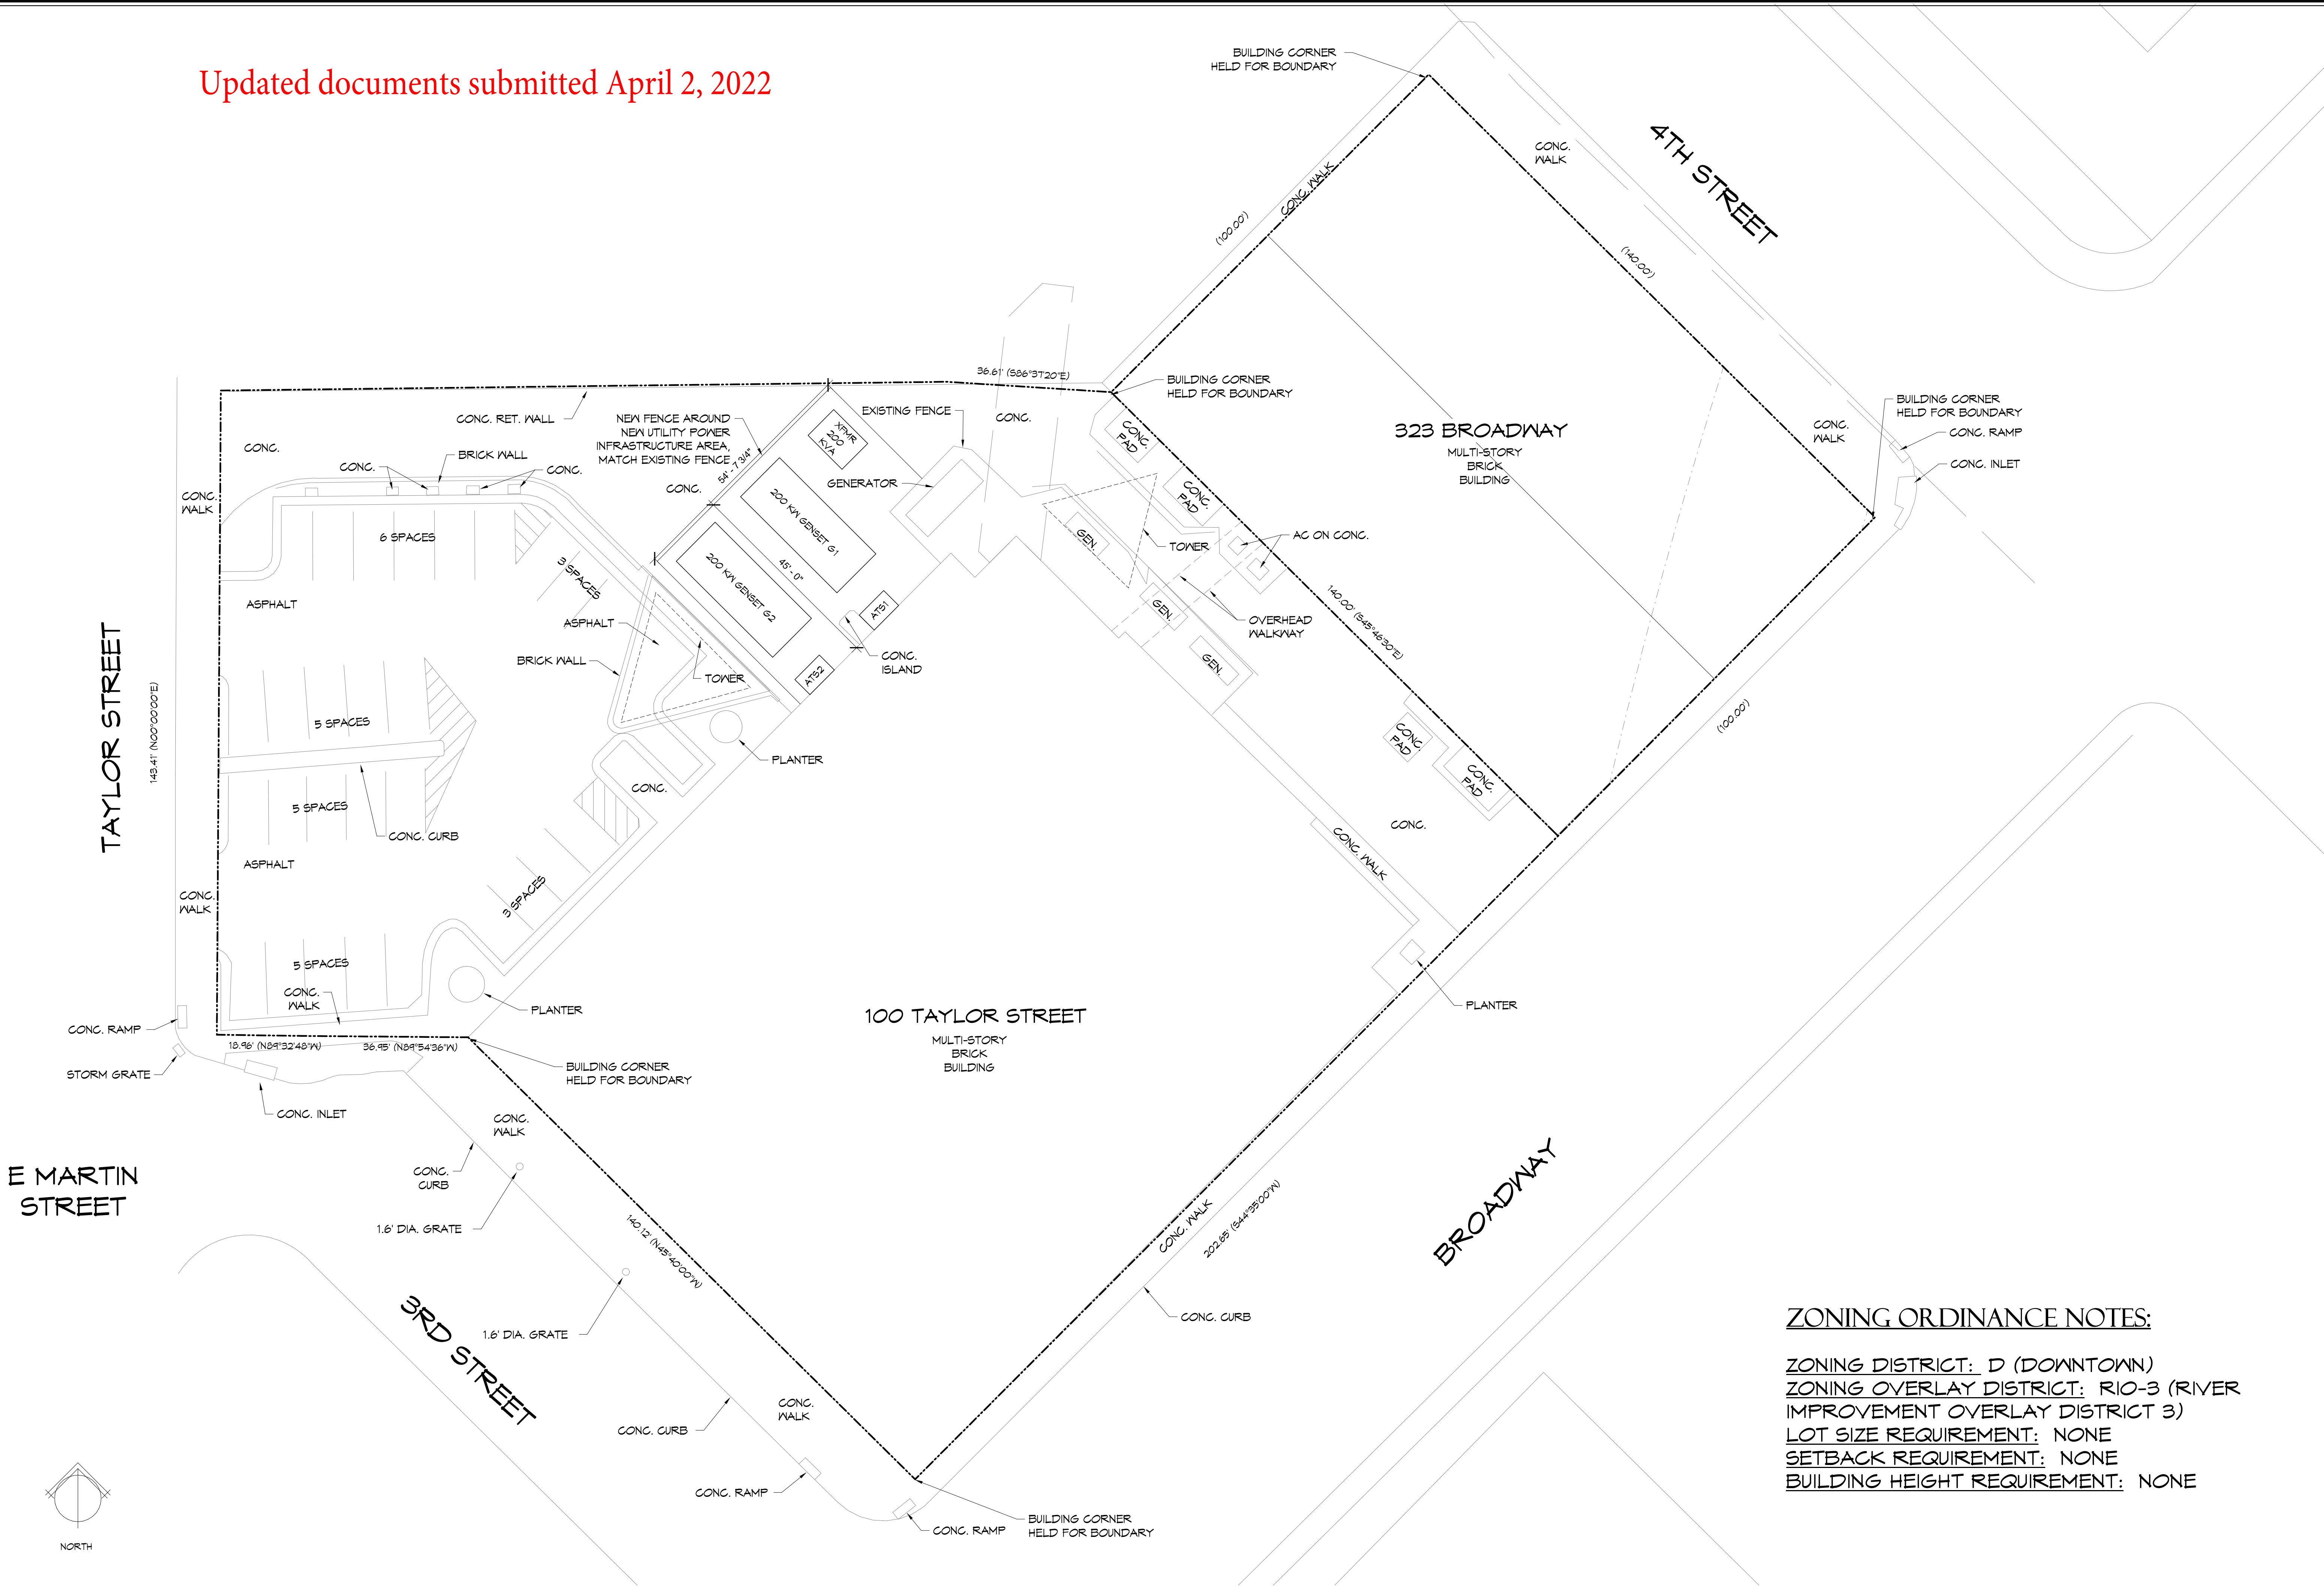 Updated documents submitted April 2, 2022
BUILDING CORNER
HELD FOR BOUNDARY
4TH STREET
CONC.
WALK
CONC. WALK
(100.00')
(140.00')
36.61' (S86°37'20"E)
BUILDING CORNER
HELD FOR BOUNDARY
BUILDING CORNER
HELD FOR BOUNDARY
CONC. RAMP
CONC. INLET
CONC.
WALK
323 BROADWAY
MULTI-STORY
BRICK
BUILDING
CONC. RET. WALL
NEW FENCE AROUND
NEW UTILITY POWER
INFRASTRUCTURE AREA,
MATCH EXISTING FENCE
EXISTING FENCE
CONC.
CONC.
PAD
CONC.
PAD
XFMR
200
KVA
54' - 7 3/4"
GENERATOR
CONC.
CONC.
BRICK WALL
CONC.
CONC.
CONC.
WALK
6 SPACES
3 SPACES
200 KW GENSET G1
200 KW GENSET G2
45' - 0"
ATS1
ATS2
GEN.
GEN.
GEN.
TOWER
AC ON CONC.
OVERHEAD
WALKWAY
140.00' (S45°46'30"E)
(100.00')
ASPHALT
ASPHALT
BRICK WALL
TOWER
CONC.
ISLAND
PLANTER
TAYLOR STREET
143.41' (N00°00'00"E)
5 SPACES
5 SPACES
CONC. CURB
CONC.
ASPHALT
CONC.
WALK
3 SPACES
5 SPACES
CONC.
WALK
CONC.
PAD
CONC.
PAD
CONC.
CONC. WALK
PLANTER
PLANTER
CONC. RAMP
18.96' (N89°32'48"W)
36.95' (N89°54'36"W)
STORM GRATE
CONC. INLET
BUILDING CORNER
HELD FOR BOUNDARY
100 TAYLOR STREET
MULTI-STORY
BRICK
BUILDING
CONC.
WALK
CONC.
CURB
E MARTIN
STREET
1.6' DIA. GRATE
1.6' DIA. GRATE
140.12' (N45°40'00"W)
3RD STREET
CONC. WALK
202.65' (S44°35'00"W)
BROADWAY
CONC. CURB
CONC. CURB
CONC.
WALK
CONC. RAMP
CONC. RAMP
BUILDING CORNER
HELD FOR BOUNDARY
NORTH
ZONING ORDINANCE NOTES:
ZONING DISTRICT: D (DOWNTOWN)
ZONING OVERLAY DISTRICT: RIO-3 (RIVER
IMPROVEMENT OVERLAY DISTRICT 3)
LOT SIZE REQUIREMENT: NONE
SETBACK REQUIREMENT: NONE
BUILDING HEIGHT REQUIREMENT: NONE